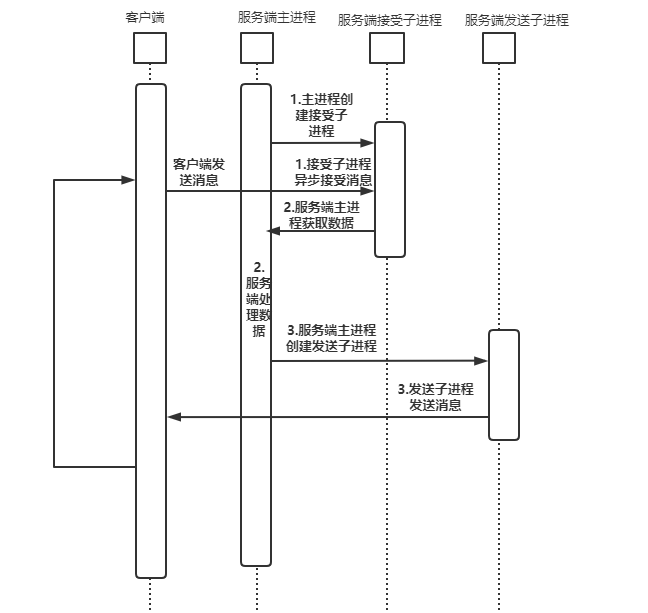 客户端
服务端主进程
服务端接受子进程
服务端发送子进程
1.主进程创
建接受子
进程
客户端发
送消息
1.接受子进程
异步接受消息
2.服务端主进
程获取数据
2.
服务
端处
理数
据
3.服务端主进程
创建发送子进程
3.发送子进程
发送消息